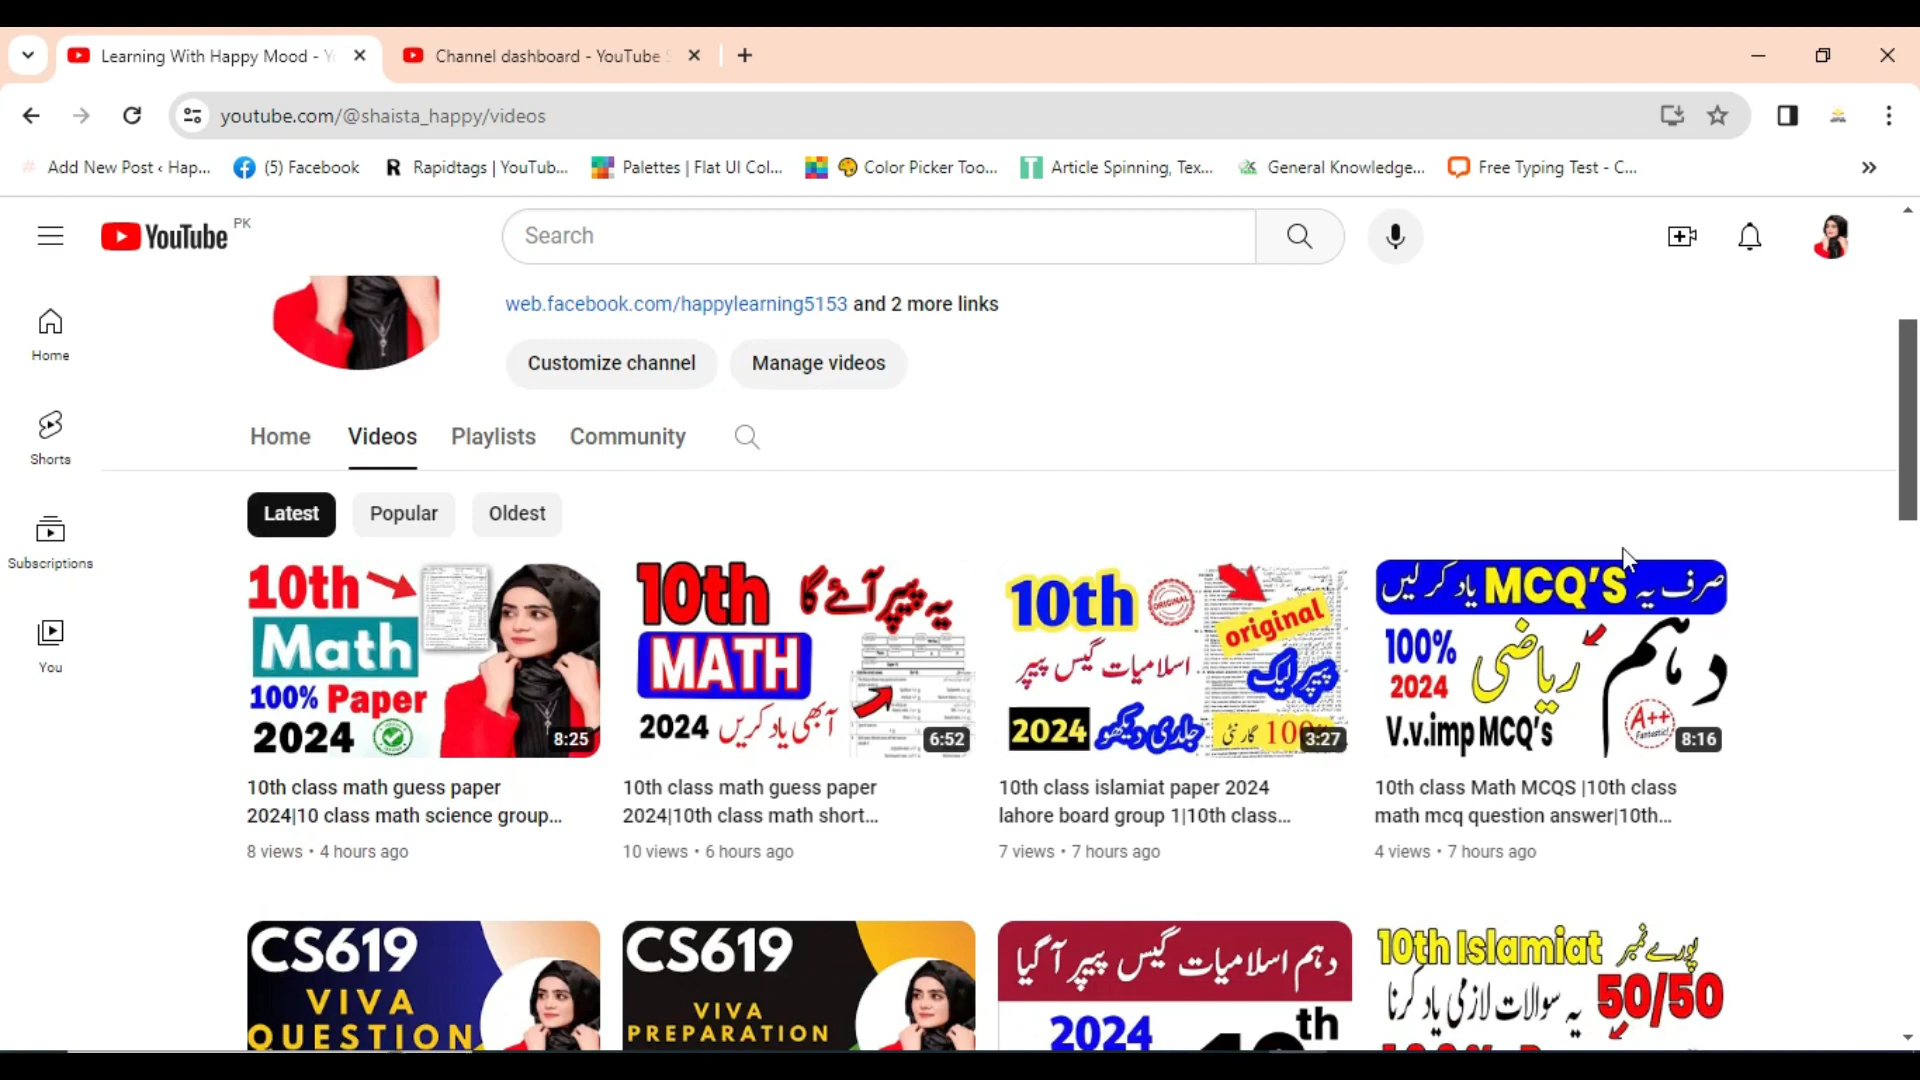 Learning With Happy Mood - Y
Channel dashboard - YouTube S
youtube.com/@shaista_happy/videos
Add New Post ‹ Hap...
(5) Facebook
Rapidtags | YouTub...
Palettes | Flat UI Col...
Color Picker Too...
Article Spinning, Tex...
General Knowledge...
Free Typing Test - C...
YouTube PK
Search
web.facebook.com/happylearning5153 and 2 more links
Home
Customize channel
Manage videos
Home
Videos
Playlists
Community
Shorts
Latest
Popular
Oldest
Subscriptions
You
10th
Math
100% Paper
2024
8:25
10th یہ پیپر آئے گا
MATH
2024 ابھی یاد کریں
6:52
10th
ORIGINAL
original
اسلامیات گیس پیپر
پیپر لیک
2024 جلدی دیکھو
گارنٹی 100
3:27
صرف یہ MCQ'S یاد کر لیں
100%
2024
ریاضی
دہم
V.v.imp MCQ's
A++
Fantastic!
8:16
10th class math guess paper
2024|10 class math science group...
8 views • 4 hours ago
10th class math guess paper
2024|10th class math short...
10 views • 6 hours ago
10th class islamiat paper 2024
lahore board group 1|10th class...
7 views • 7 hours ago
10th class Math MCQS |10th class
math mcq question answer|10th...
4 views • 7 hours ago
CS619
VIVA
QUESTION
CS619
VIVA
PREPARATION
دہم اسلامیات گیس پیپر آگیا
2024
10th
10th Islamiat پورے نمبر
یہ سوالات لازمی یاد کرنا 50/50